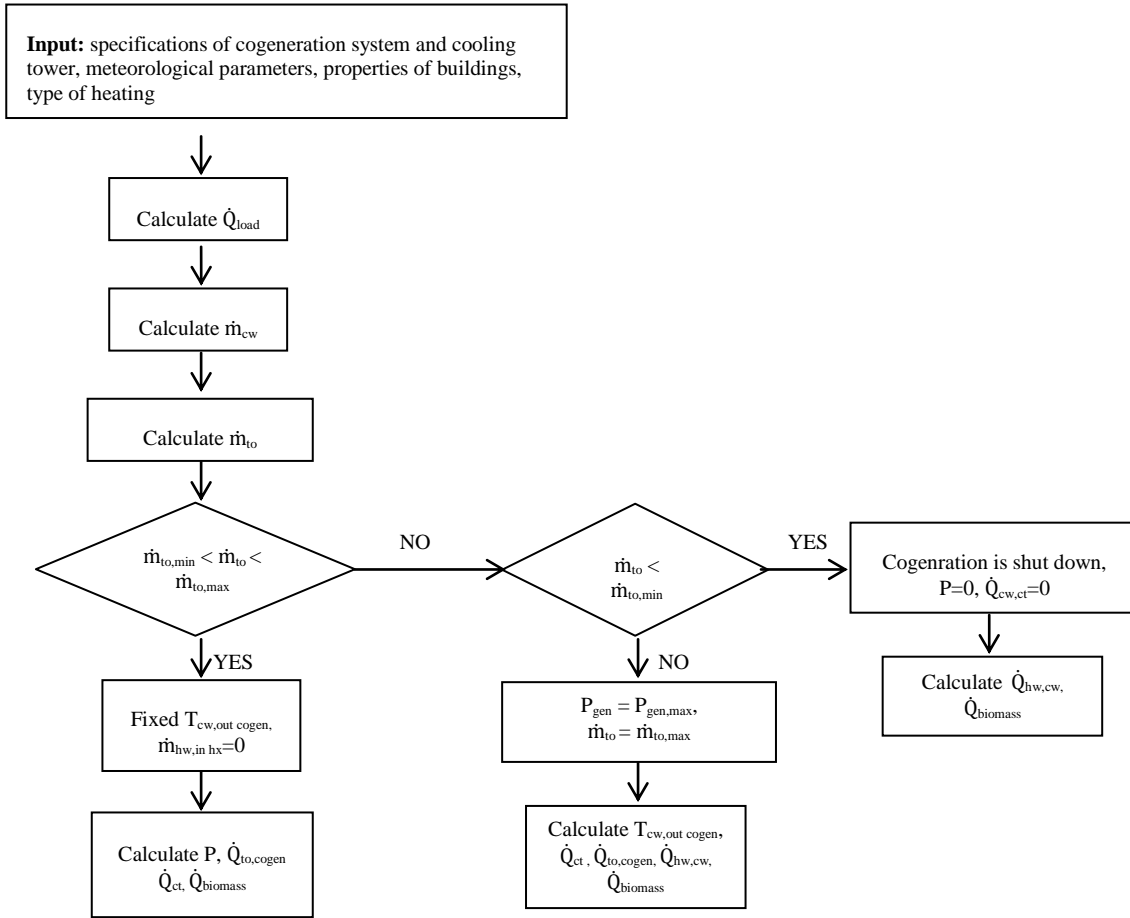 Input: specifications of cogeneration system and cooling
tower, meteorological parameters, properties of buildings,
type of heating
Calculate Q̇load
Calculate ṁcw
Calculate ṁto
ṁto,min < ṁto <
ṁto,max
NO
ṁto <
ṁto,min
YES
Cogenration is shut down,
P=0, Q̇cw,ct=0
YES
NO
Calculate Q̇hw,cw,
Q̇biomass
Fixed Tcw,out cogen,
ṁhw,in hx=0
Pgen = Pgen,max,
ṁto = ṁto,max
Calculate P, Q̇to,cogen
Q̇ct, Q̇biomass
Calculate Tcw,out cogen,
Q̇ct , Q̇to,cogen, Q̇hw,cw,
Q̇biomass